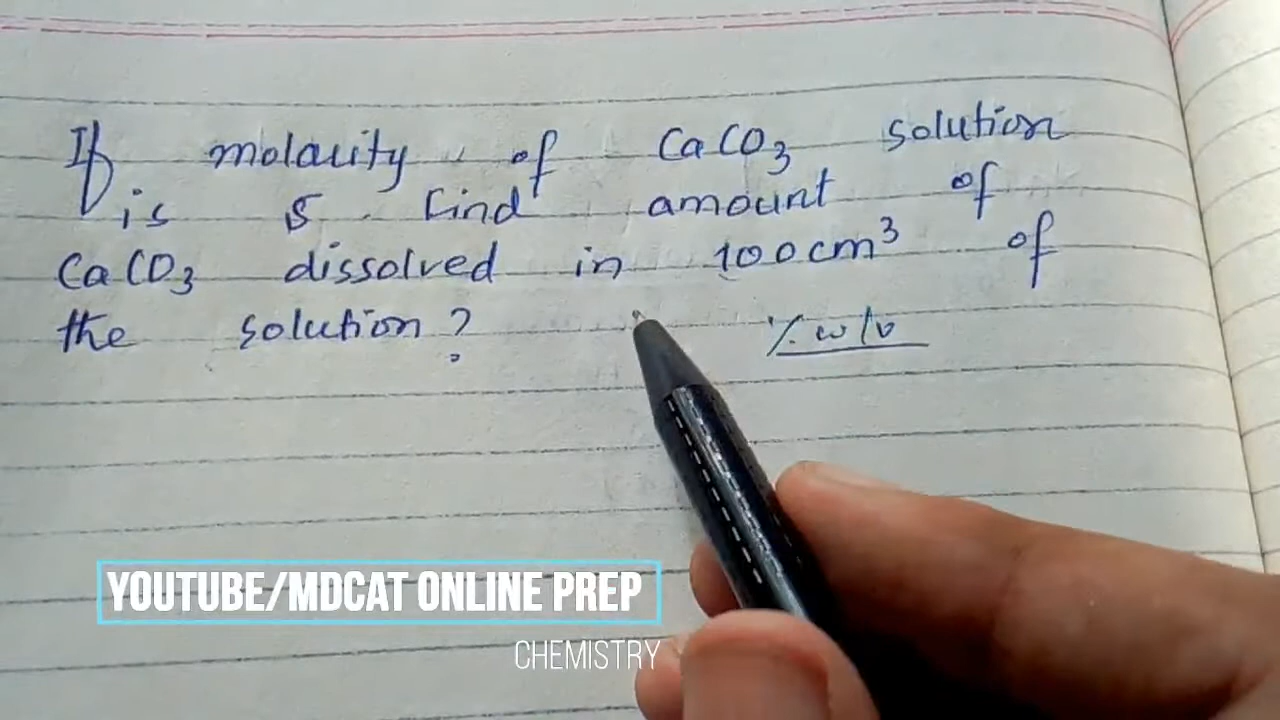 If molarity of CaCO3 solution
is 5 find amount of
CaCO3 dissolved in 100cm³ of
the solution?
% w/v
YOUTUBE/MDCAT ONLINE PREP
CHEMISTRY